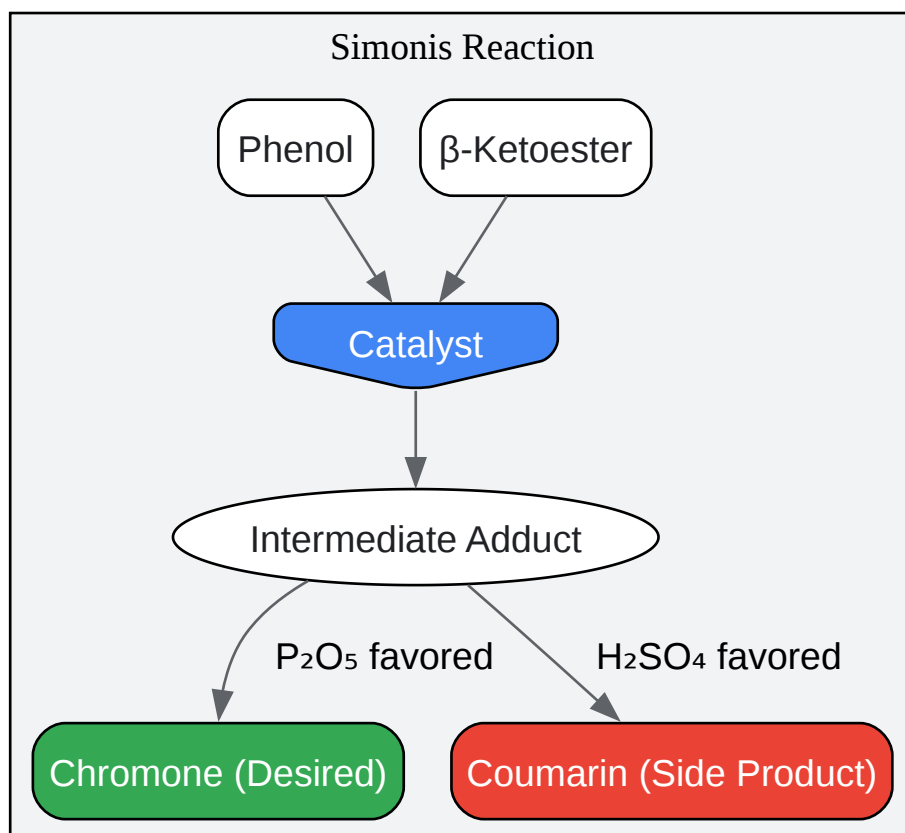 Simonis Reaction
Phenol
β-Ketoester
Catalyst
Intermediate Adduct
P₂O₅ favored
H₂SO₄ favored
Chromone (Desired)
Coumarin (Side Product)